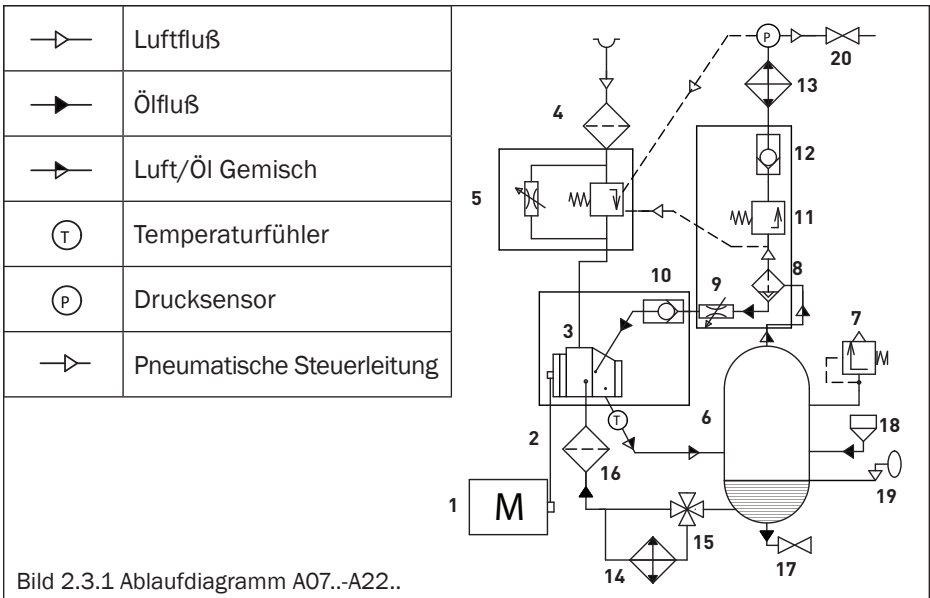 Luftfluß
Ölfluß
Luft/Öl Gemisch
T
Temperaturfühler
P
Drucksensor
Pneumatische Steuerleitung
P
20
13
4
12
5
11
8
10
9
7
3
6
18
T
2
16
19
1
M
15
14
17
Bild 2.3.1 Ablaufdiagramm A07..-A22..